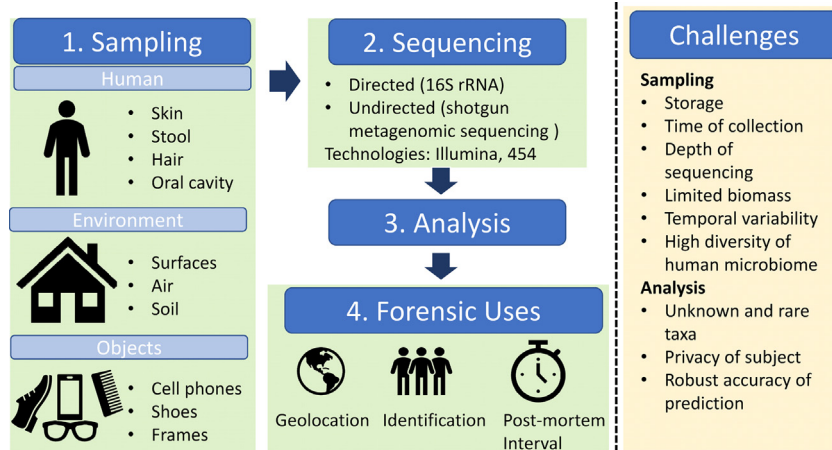 1. Sampling
Human
• Skin
• Stool
• Hair
• Oral cavity
Environment
• Surfaces
• Air
• Soil
Objects
• Cell phones
• Shoes
• Frames
2. Sequencing
• Directed (16S rRNA)
• Undirected (shotgun
metagenomic sequencing )
Technologies: Illumina, 454
3. Analysis
4. Forensic Uses
Geolocation
Identification
Post-mortem
Interval
Challenges
Sampling
• Storage
• Time of collection
• Depth of
sequencing
• Limited biomass
• Temporal variability
• High diversity of
human microbiome
Analysis
• Unknown and rare
taxa
• Privacy of subject
• Robust accuracy of
prediction